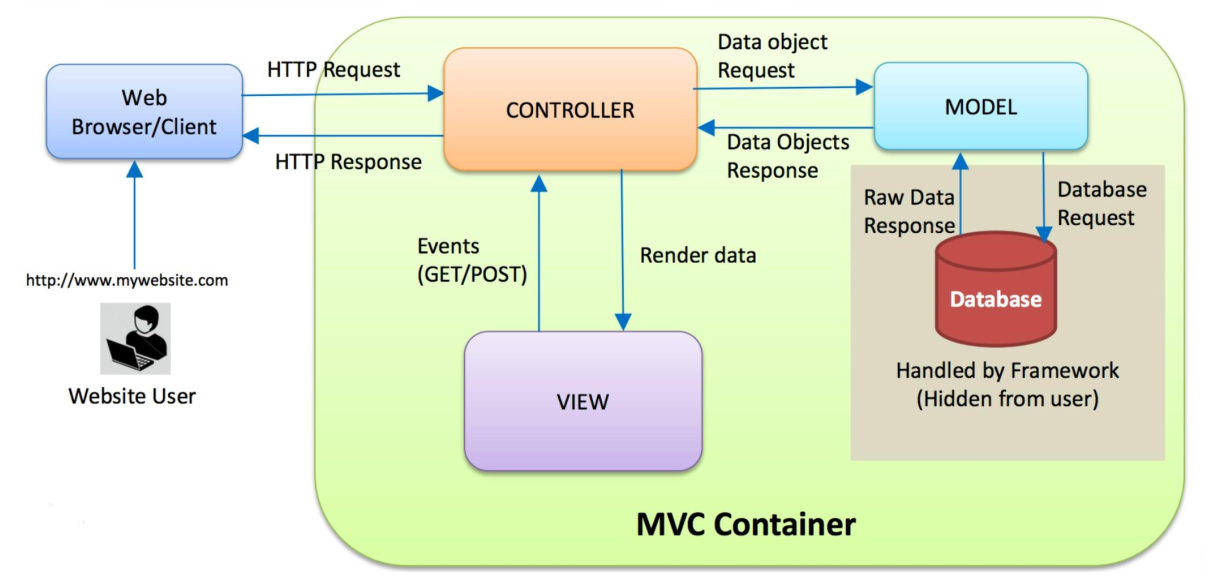 Web
Browser/Client
HTTP Request
HTTP Response
CONTROLLER
Data object
Request
Data Objects
Response
MODEL
Raw Data
Response
Database
Request
Database
Handled by Framework
(Hidden from user)
Events
(GET/POST)
Render data
VIEW
http://www.mywebsite.com
Website User
MVC Container